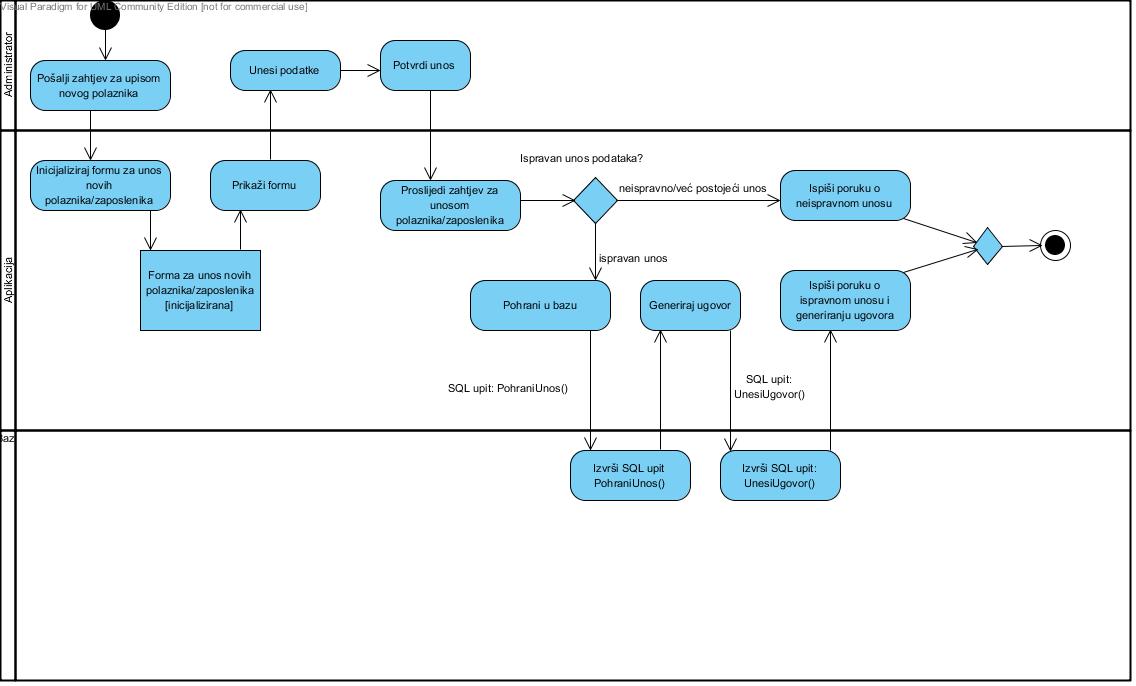 Visual Paradigm for UML Community Edition [not for commercial use]
Administrator
Pošalji zahtjev za upisom
novog polaznika
Unesi podatke
Potvrdi unos
Aplikacija
Inicijaliziraj formu za unos
novih
polaznika/zaposlenika
Prikaži formu
Forma za unos novih
polaznika/zaposlenika
[inicijalizirana]
Proslijedi zahtjev za
unosom
polaznika/zaposlenika
Ispravan unos podataka?
neispravno/već postojeći unos
Ispiši poruku o
neispravnom unosu
ispravan unos
Pohrani u bazu
Generiraj ugovor
Ispiši poruku o
ispravnom unosu i
generiranju ugovora
SQL upit: PohraniUnos()
SQL upit:
UnesiUgovor()
Baz
Izvrši SQL upit
PohraniUnos()
Izvrši SQL upit:
UnesiUgovor()